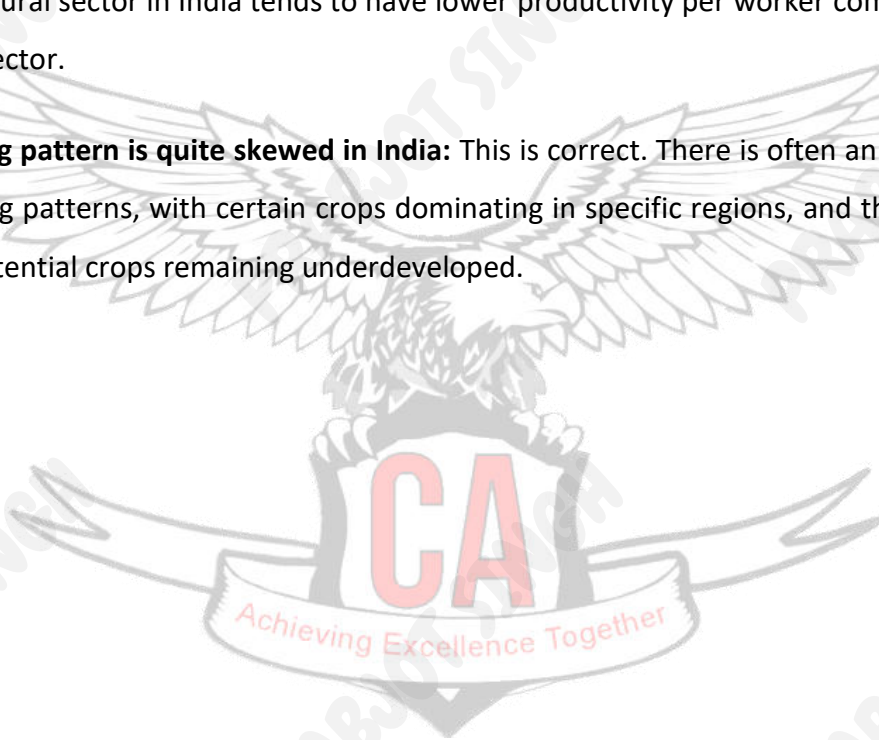 ural sector in India tends to have lower productivity per worker
ector.
g pattern is quite skewed in India: This is correct. There is often an
g patterns, with certain crops dominating in specific regions, and
tential crops remaining underdeveloped.
CA
Achieving Excellence Together